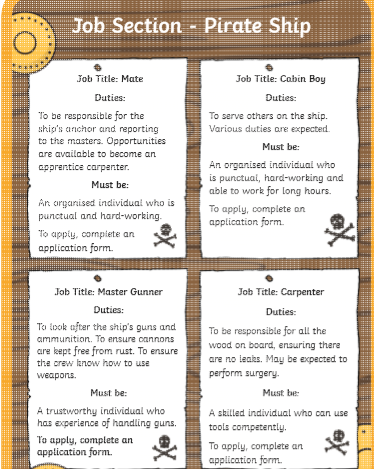 Job Section - Pirate Ship
Job Title: Mate
Duties:
To be responsible for the
ship's anchor and reporting
to the masters. Opportunities
are available to become an
apprentice carpenter.
Must be:
An organised individual who is
punctual and hard-working.
To apply, complete an
application form.
Job Title: Cabin Boy
Duties:
To serve others on the ship.
Various duties are expected.
Must be:
An organised individual who
is punctual, hard-working and
able to work for long hours.
To apply, complete an
application form.
Job Title: Master Gunner
Duties:
To look after the ship's guns and
ammunition. To ensure cannons
are kept free from rust. To ensure
the crew know how to use
weapons.
Must be:
A trustworthy individual who
has experience of handling guns.
To apply, complete an
application form.
Job Title: Carpenter
Duties:
To be responsible for all the
wood on board, ensuring there
are no leaks. May be expected to
perform surgery.
Must be:
A skilled individual who can use
tools competently.
To apply, complete an
application form.